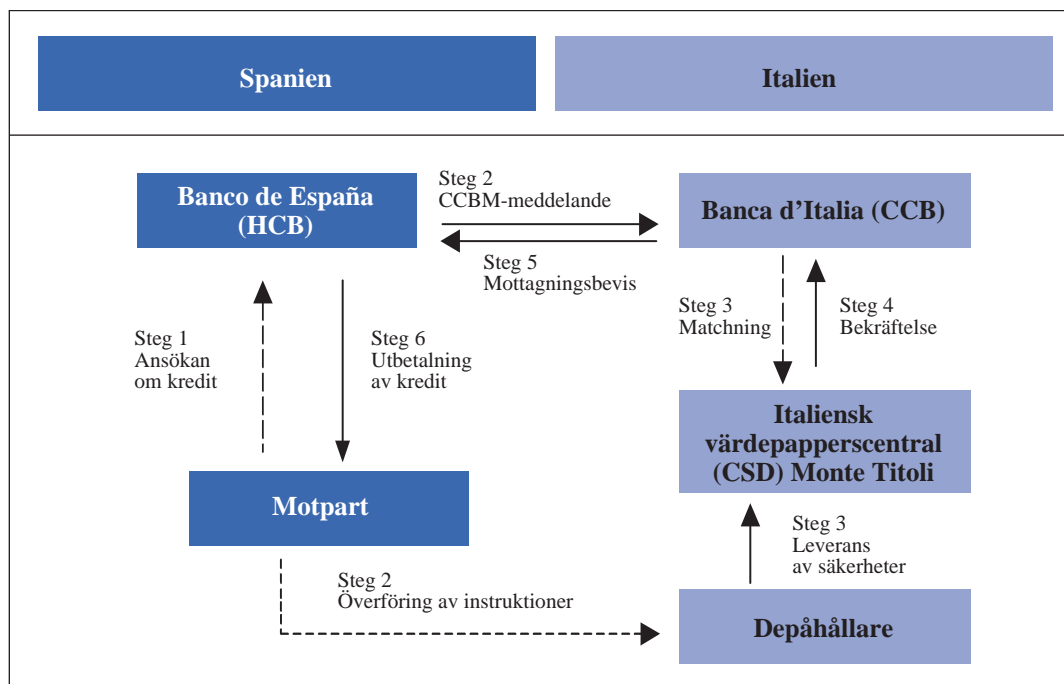 Spanien
Italien
Banco de España
(HCB)
Steg 2
CCBM-meddelande
Banca d’Italia (CCB)
Steg 5
Mottagningsbevis
Steg 1
Ansökan
om kredit
Steg 6
Utbetalning
av kredit
Steg 3
Matchning
Steg 4
Bekräftelse
Italiensk
värdepapperscentral
(CSD) Monte Titoli
Motpart
Steg 3
Leverans
av säkerheter
Steg 2
Överföring av instruktioner
Depåhållare